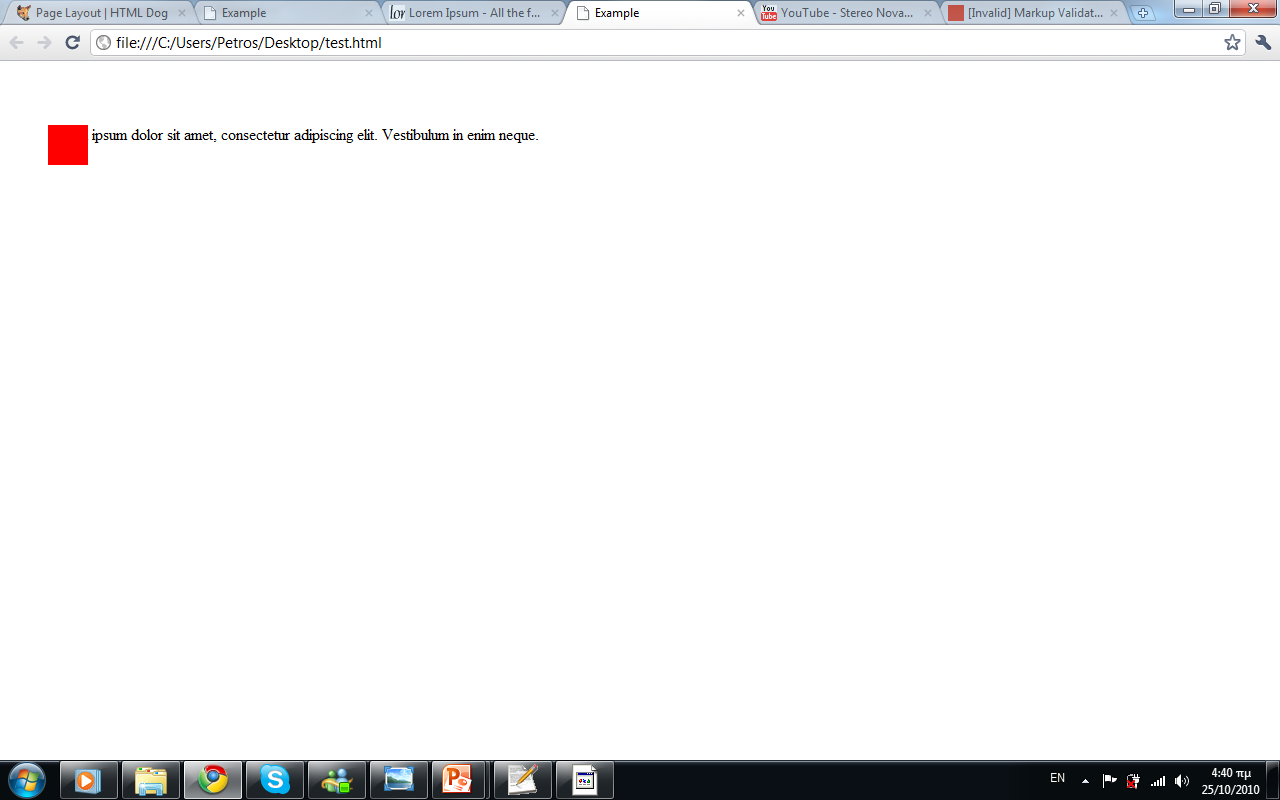 Page Layout | HTML Dog
Example
Lorem Ipsum - All the f...
Example
YouTube - Stereo Nova...
[Invalid] Markup Validat...
file:///C:/Users/Petros/Desktop/test.html
ipsum dolor sit amet, consectetur adipiscing elit. Vestibulum in enim neque.
EN
4:40 πμ
25/10/2010